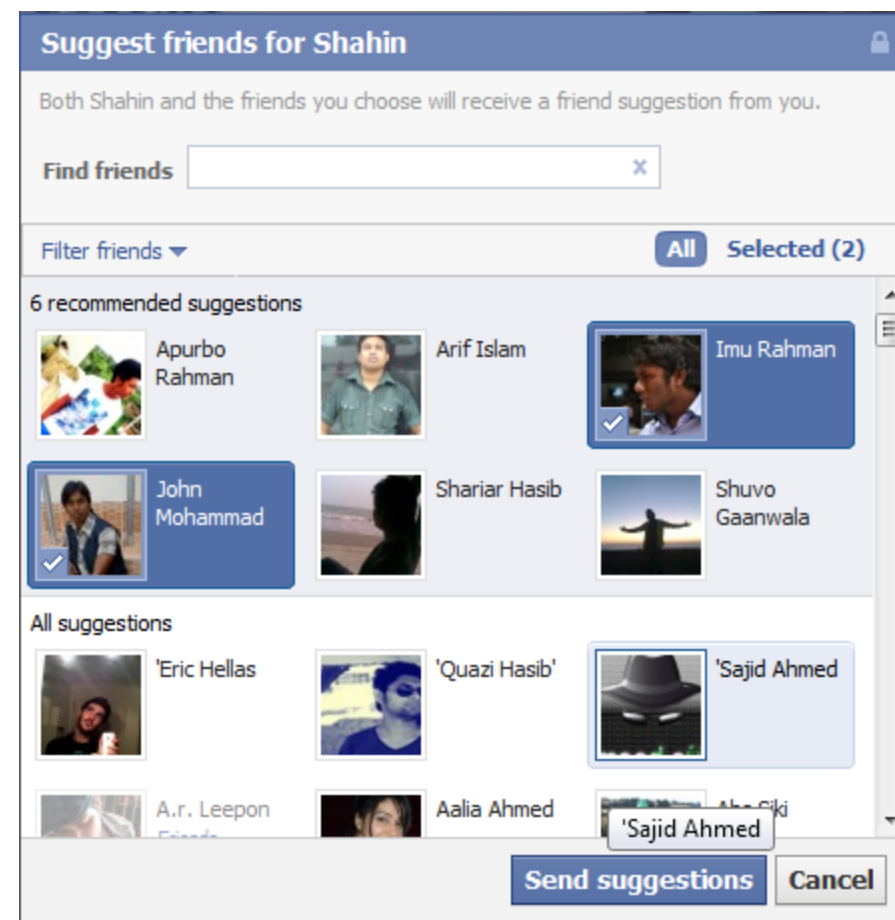 Suggest friends for Shahin
Both Shahin and the friends you choose will receive a friend suggestion from you.
Find friends
Filter friends
All
Selected (2)
6 recommended suggestions
Apurbo
Rahman
Arif Islam
Imu Rahman
John
Mohammad
Shariar Hasib
Shuvo
Gaanwala
All suggestions
'Eric Hellas
'Quazi Hasib'
'Sajid Ahmed
A.r. Leepon
Friends
Aalia Ahmed
'Sajid Ahmed
Send suggestions
Cancel